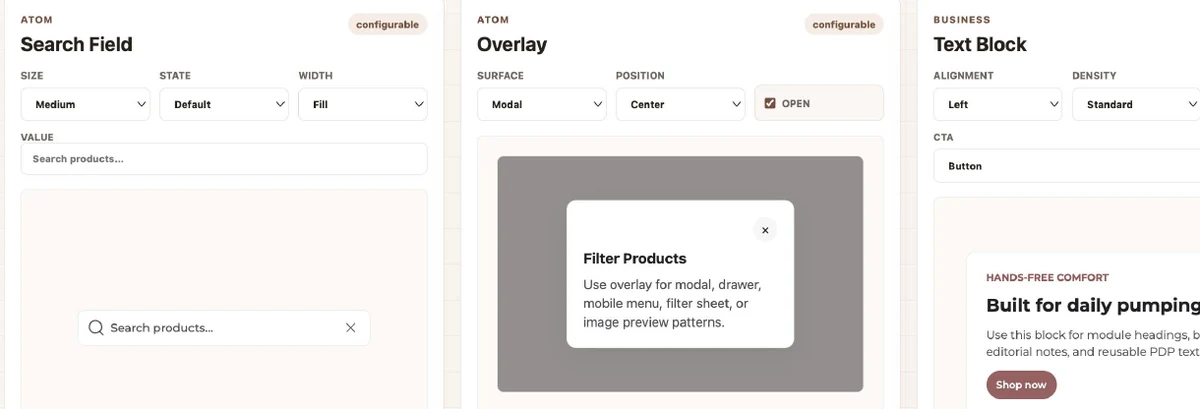 ATOM
configurable
Search Field
SIZE
STATE
WIDTH
Medium
Default
Fill
VALUE
Search products...
Search products...
ATOM
configurable
Overlay
SURFACE
POSITION
Modal
Center
OPEN
×
Filter Products
Use overlay for modal, drawer,
mobile menu, filter sheet, or
image preview patterns.
BUSINESS
Text Block
ALIGNMENT
DENSITY
Left
Standard
CTA
Button
HANDS-FREE COMFORT
Built for daily pumping
Use this block for module headings,
editorial notes, and reusable PDP text
Shop now